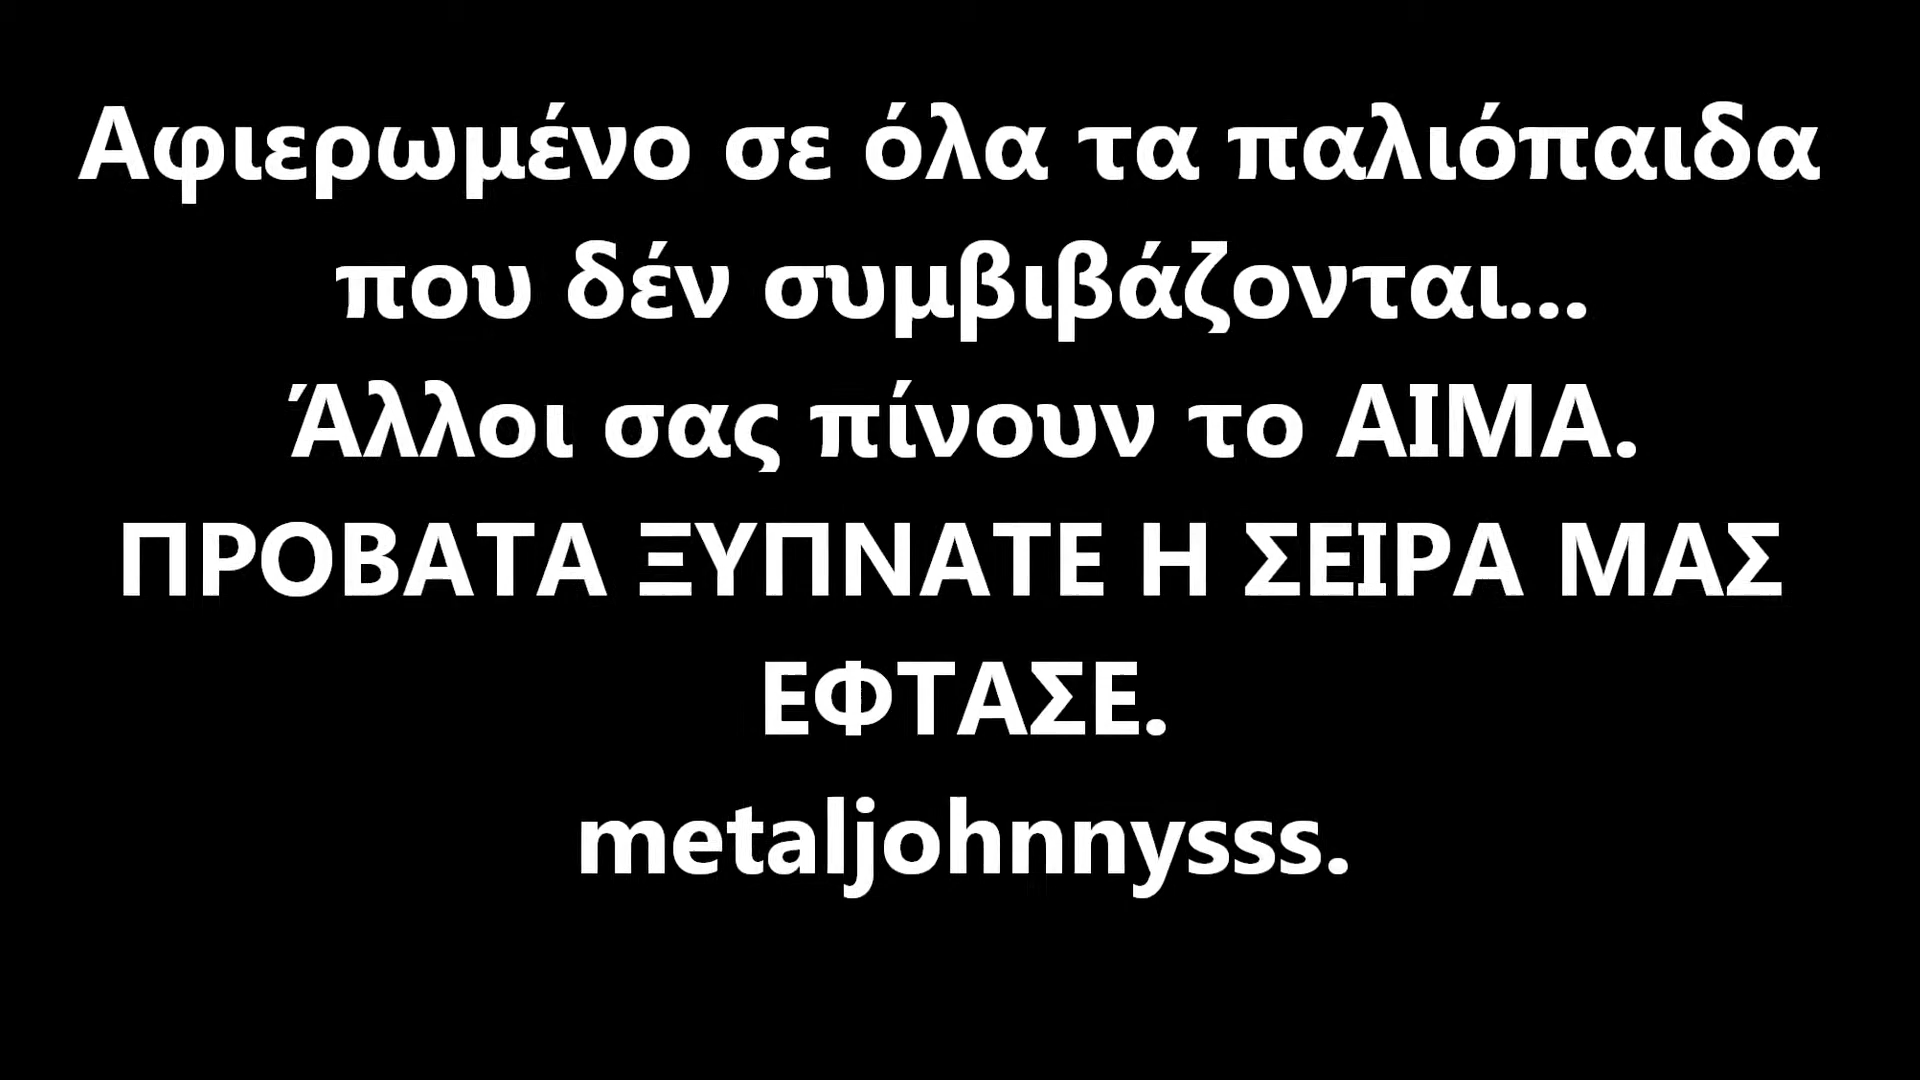 Αφιερωμένο σε όλα τα παλιόπαιδα
που δέν συμβιβάζονται...
Άλλοι σας πίνουν το ΑΙΜΑ.
ΠΡΟΒΑΤΑ ΞΥΠΝΑΤΕ Η ΣΕΙΡΑ ΜΑΣ
ΕΦΤΑΣΕ.
metaljohnnysss.